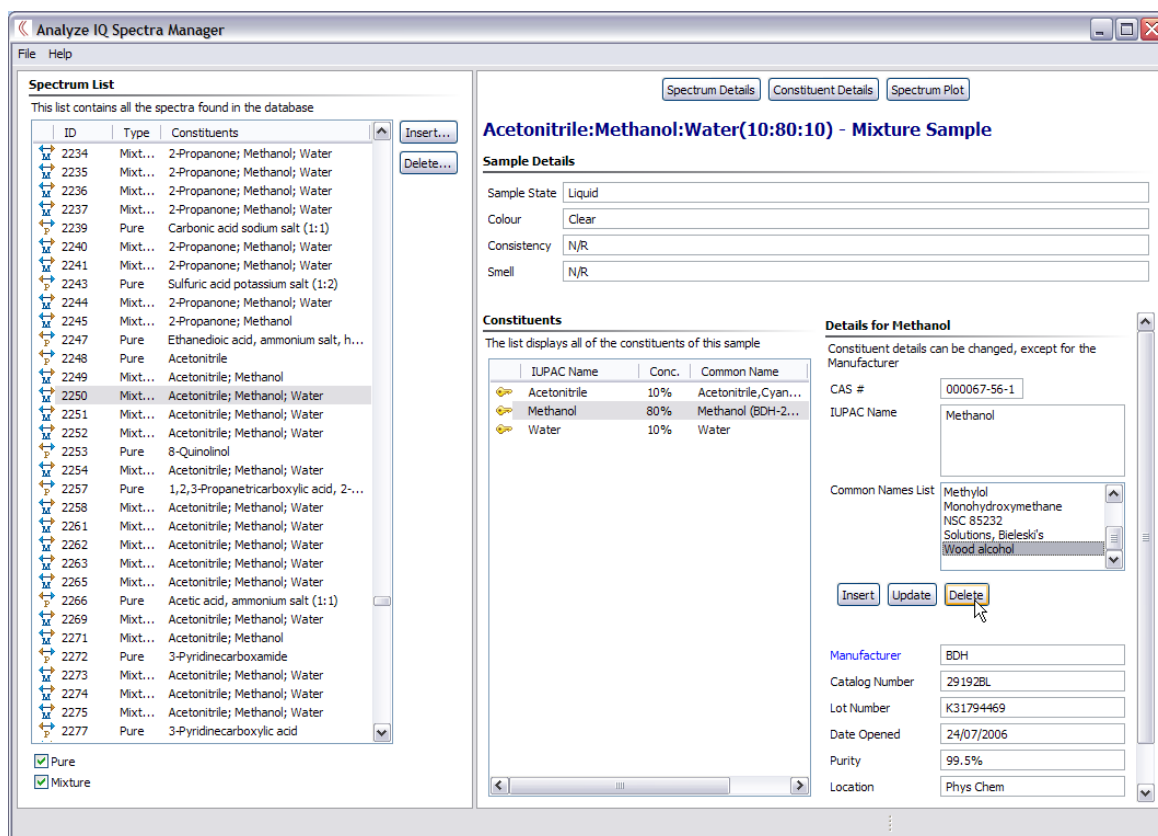 Analyze IQ Spectra Manager
File Help
Spectrum List
This list contains all the spectra found in the database
ID Type Constituents
M 2234 Mixt... 2-Propanone; Methanol; Water
M 2235 Mixt... 2-Propanone; Methanol; Water
M 2236 Mixt... 2-Propanone; Methanol; Water
M 2237 Mixt... 2-Propanone; Methanol; Water
P 2239 Pure Carbonic acid sodium salt (1:1)
M 2240 Mixt... 2-Propanone; Methanol; Water
M 2241 Mixt... 2-Propanone; Methanol; Water
P 2243 Pure Sulfuric acid potassium salt (1:2)
M 2244 Mixt... 2-Propanone; Methanol; Water
M 2245 Mixt... 2-Propanone; Methanol
P 2247 Pure Ethanedioic acid, ammonium salt, h...
P 2248 Pure Acetonitrile
M 2249 Mixt... Acetonitrile; Methanol
M 2250 Mixt... Acetonitrile; Methanol; Water
M 2251 Mixt... Acetonitrile; Methanol; Water
M 2252 Mixt... Acetonitrile; Methanol; Water
P 2253 Pure 8-Quinolinol
M 2254 Mixt... Acetonitrile; Methanol; Water
P 2257 Pure 1,2,3-Propanetricarboxylic acid, 2-...
M 2258 Mixt... Acetonitrile; Methanol; Water
M 2261 Mixt... Acetonitrile; Methanol; Water
M 2262 Mixt... Acetonitrile; Methanol; Water
M 2263 Mixt... Acetonitrile; Methanol; Water
M 2265 Mixt... Acetonitrile; Methanol; Water
P 2266 Pure Acetic acid, ammonium salt (1:1)
M 2269 Mixt... Acetonitrile; Methanol; Water
M 2271 Mixt... Acetonitrile; Methanol
P 2272 Pure 3-Pyridinecarboxamide
M 2273 Mixt... Acetonitrile; Methanol; Water
M 2274 Mixt... Acetonitrile; Methanol; Water
M 2275 Mixt... Acetonitrile; Methanol; Water
P 2277 Pure 3-Pyridinecarboxylic acid
Insert...
Delete...
Pure
Mixture
Spectrum Details Constituent Details Spectrum Plot
Acetonitrile:Methanol:Water(10:80:10) - Mixture Sample
Sample Details
Sample State Liquid
Colour Clear
Consistency N/R
Smell N/R
Constituents
The list displays all of the constituents of this sample
IUPAC Name Conc. Common Name
Acetonitrile 10% Acetonitrile,Cyan...
Methanol 80% Methanol (BDH-2...
Water 10% Water
Details for Methanol
Constituent details can be changed, except for the
Manufacturer
CAS # 000067-56-1
IUPAC Name Methanol
Common Names List Methylol
Monohydroxymethane
NSC 85232
Solutions, Bieleski's
Wood alcohol
Insert Update Delete
Manufacturer BDH
Catalog Number 29192BL
Lot Number K31794469
Date Opened 24/07/2006
Purity 99.5%
Location Phys Chem